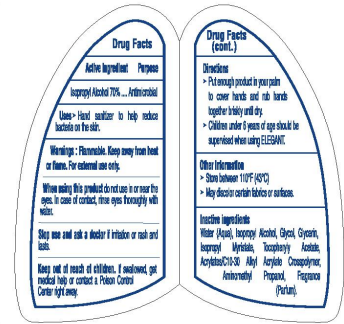 Drug Facts
Active Ingredient Purpose
Isopropyl Alcohol 70% .... Antimicrobial
Uses > Hand sanitizer to help reduce
bacteria on the skin.
Warnings : Flammable. Keep away from heat
or flame. For external use only.
When using this product do not use in or near the
eyes. In case of contact, rinse eyes thoroughly with
water.
Stop use and ask a doctor if irritation or rash and
lasts.
Keep out of reach of children. If swallowed, get
medical help or contact a Poison Control
Center right away.
Drug Facts
(cont.)
Directions
> Put enough product in your palm
to cover hands and rub hands
together briskly until dry.
> Children under 6 years of age should be
supervised when using ELEGANT.
Other Information
> Store between 110°F (43°C)
> May discolor certain fabrics or surfaces.
Inactive ingredients
Water (Aqua), Isopropy Alcohol, Glycol, Glycerin,
Isopropyl Myristate, Tocopheryly Acetade,
Acrylates/C10-30 Alkyl Acrylate Crosspolymer,
Aminomethyl Propanol, Fragrance
(Parfum).